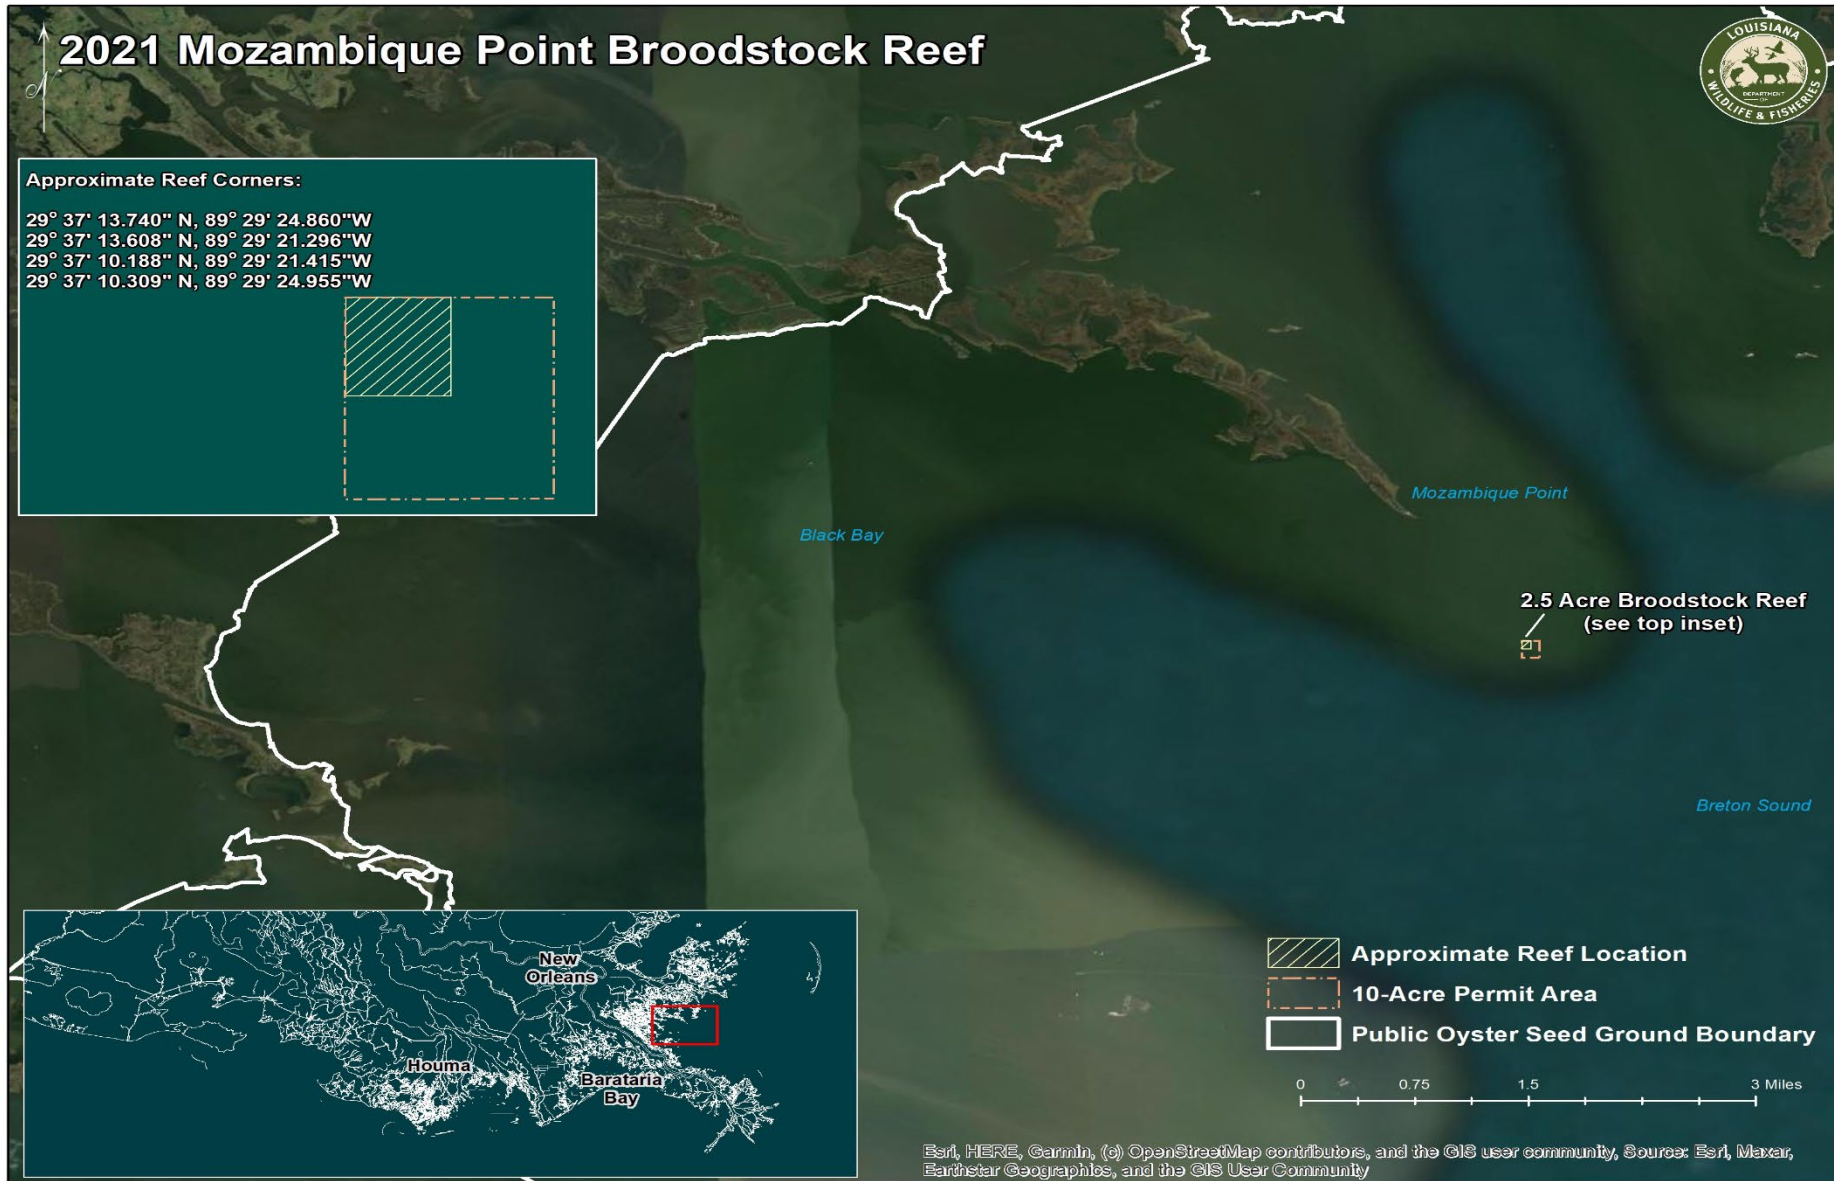 2021 Mozambique Point Broodstock Reef
LOUISIANA
DEPARTMENT
OF
WILDLIFE & FISHERIES
N
Approximate Reef Corners:
29° 37' 13.740" N, 89° 29' 24.860"W
29° 37' 13.608" N, 89° 29' 21.296"W
29° 37' 10.188" N, 89° 29' 21.415"W
29° 37' 10.309" N, 89° 29' 24.955"W
Mozambique Point
Black Bay
2.5 Acre Broodstock Reef
(see top inset)
Breton Sound
New
Orleans
Houma
Barataria
Bay
Approximate Reef Location
10-Acre Permit Area
Public Oyster Seed Ground Boundary
0 0.75 1.5 3 Miles
Esri, HERE, Garmin, (c) OpenStreetMap contributors, and the GIS user community, Source: Esri, Maxar,
Earthstar Geographics, and the GIS User Community